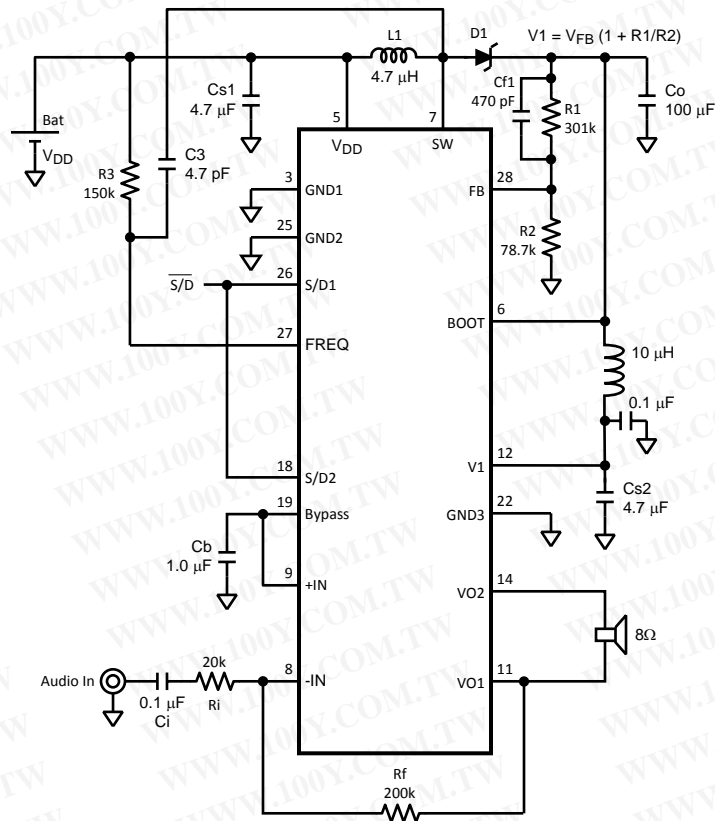 L1
4.7 μH
D1
V1 = VFB (1 + R1/R2)
Bat
VDD
Cs1
4.7 μF
Cf1
470 pF
R1
301k
Co
100 μF
C3
4.7 pF
R3
150k
5
VDD
7
SW
3
GND1
28
FB
R2
78.7k
25
GND2
S/D
26
S/D1
6
BOOT
27
FREQ
10 μH
0.1 μF
18
S/D2
12
V1
Cs2
4.7 μF
19
Bypass
22
GND3
Cb
1.0 μF
9
+IN
14
VO2
8Ω
Audio In
0.1 μF
Ci
20k
Ri
8
-IN
11
VO1
Rf
200k
WWW.100Y.COM.TW